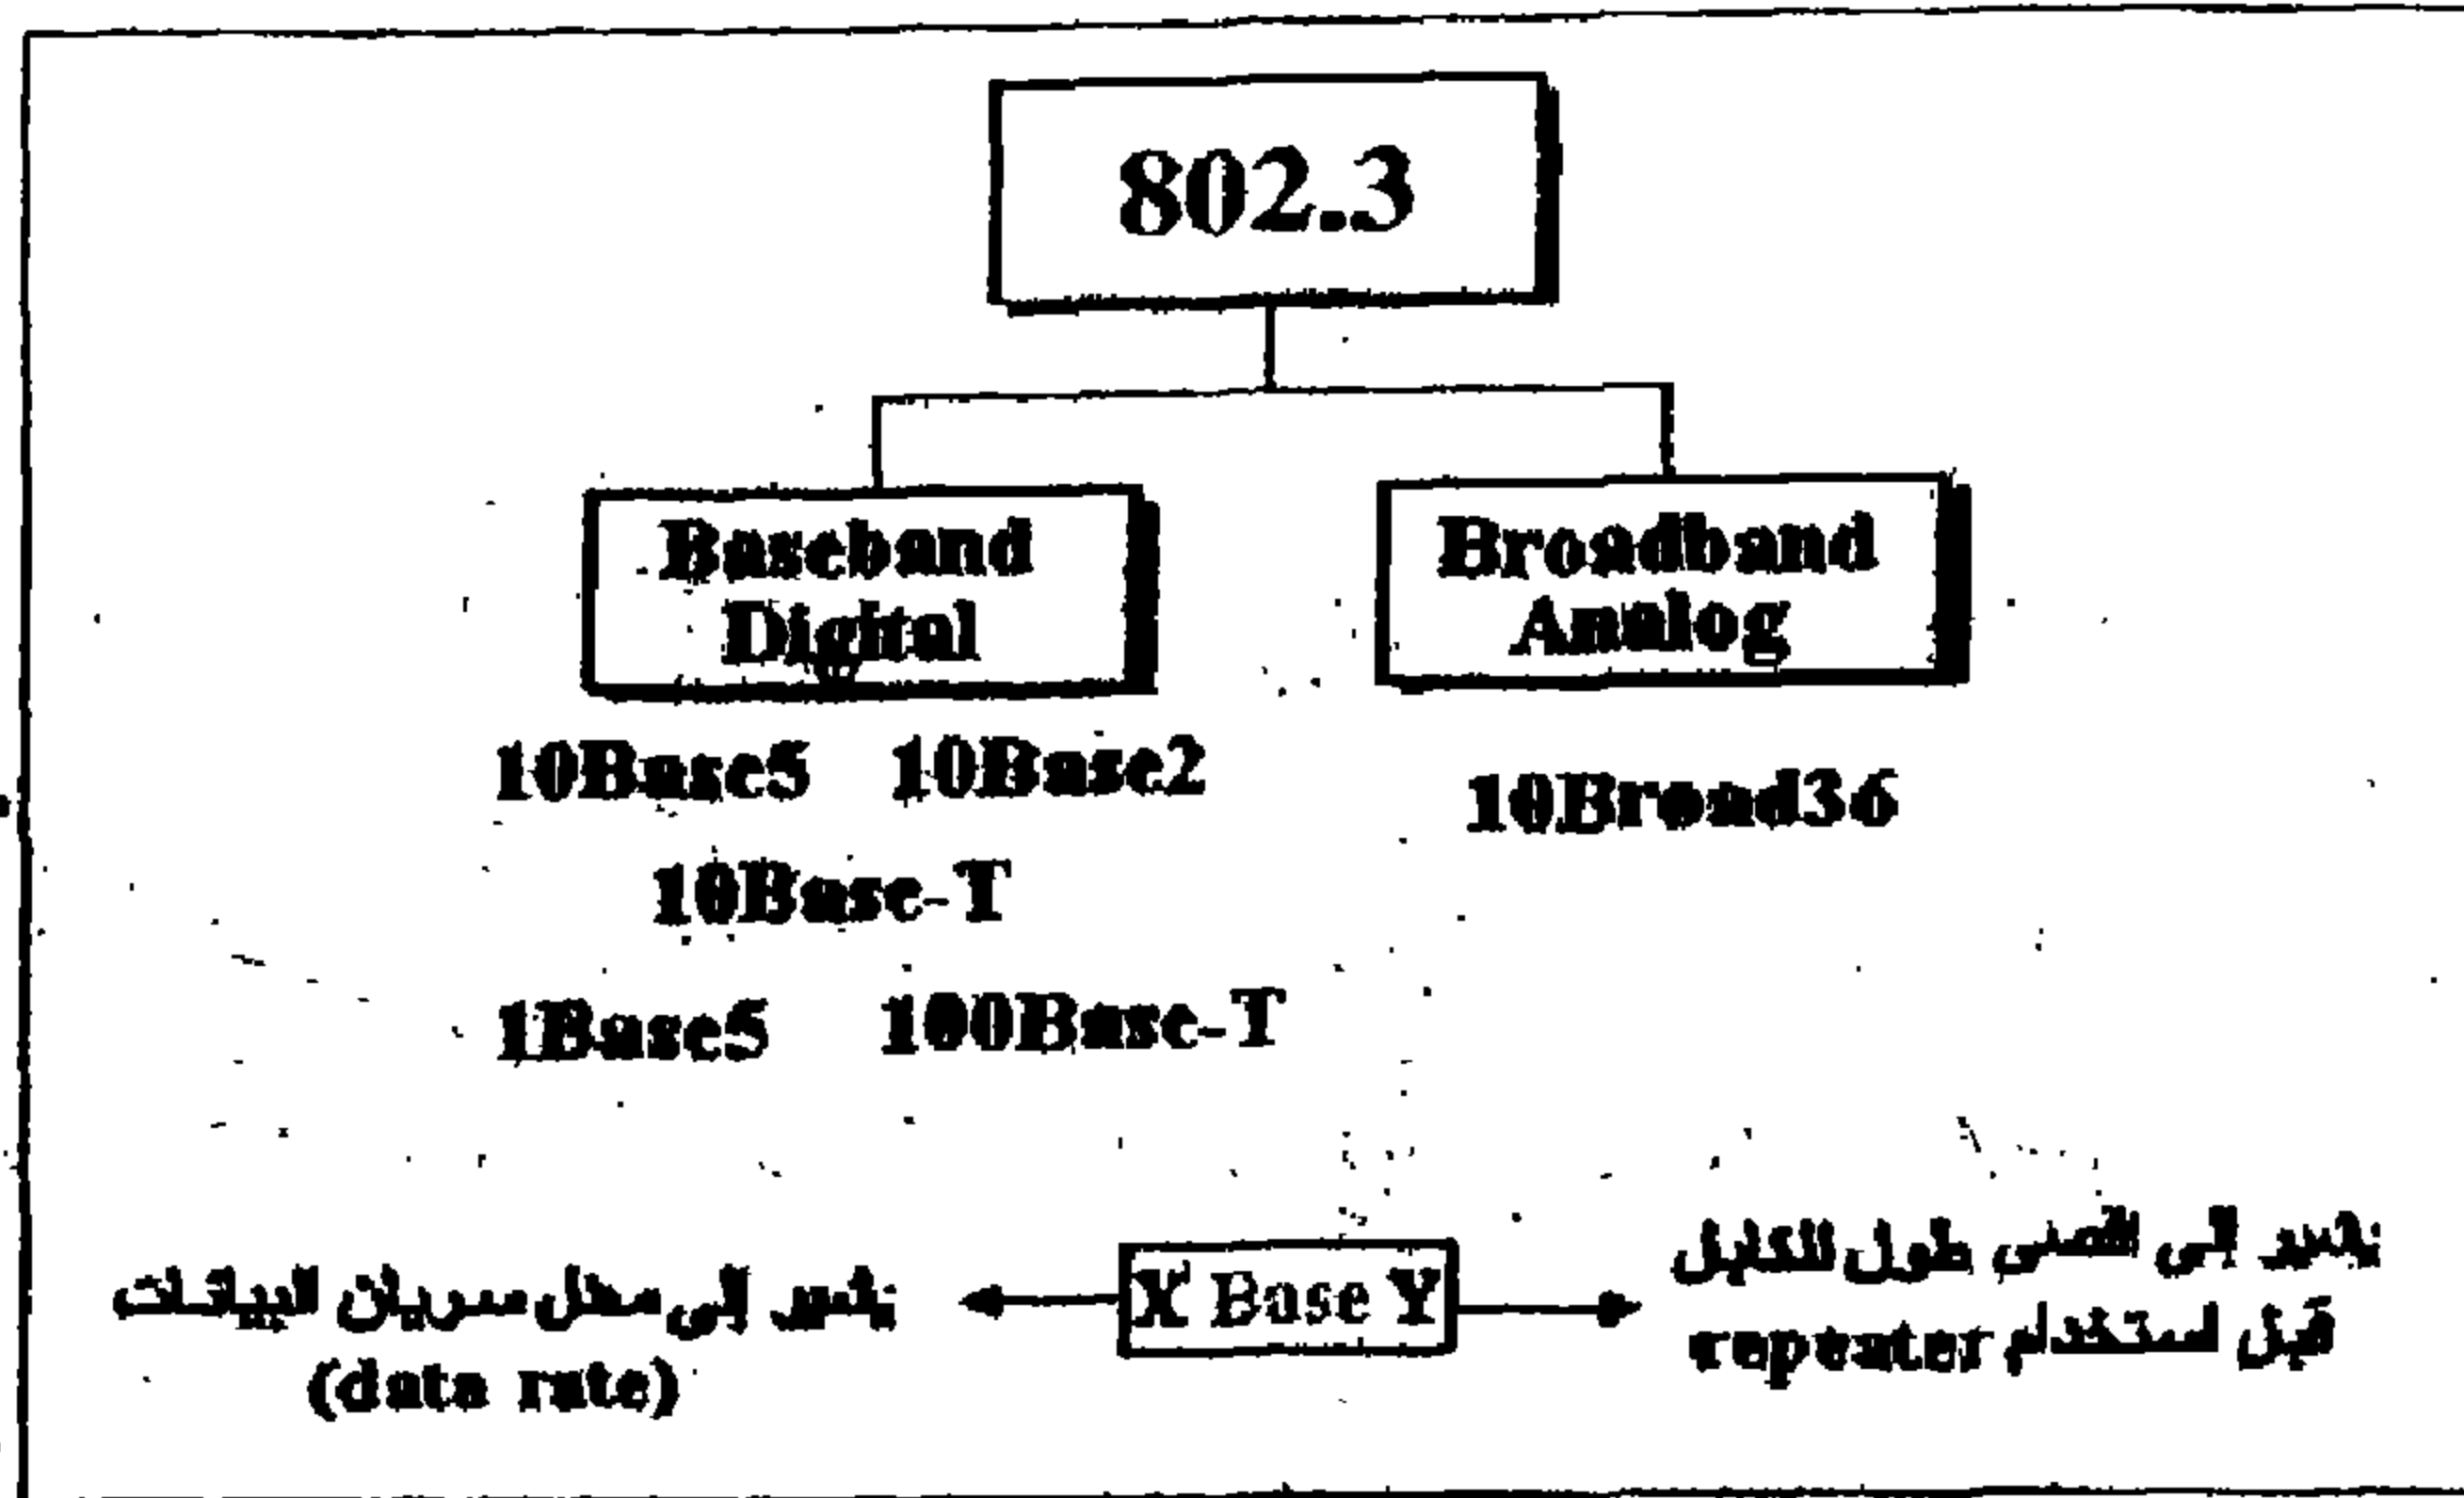 802.3
Baseband
Digital
Broadband
Analog
10Base5 10Base2
10Broad36
10Base-T
1Base5 100Base-T
X Base Y
تشير إلى معدل سريان البيانات
(data rate)
تشير إلى أقصى طول للكابل
قبل استخدام repeater